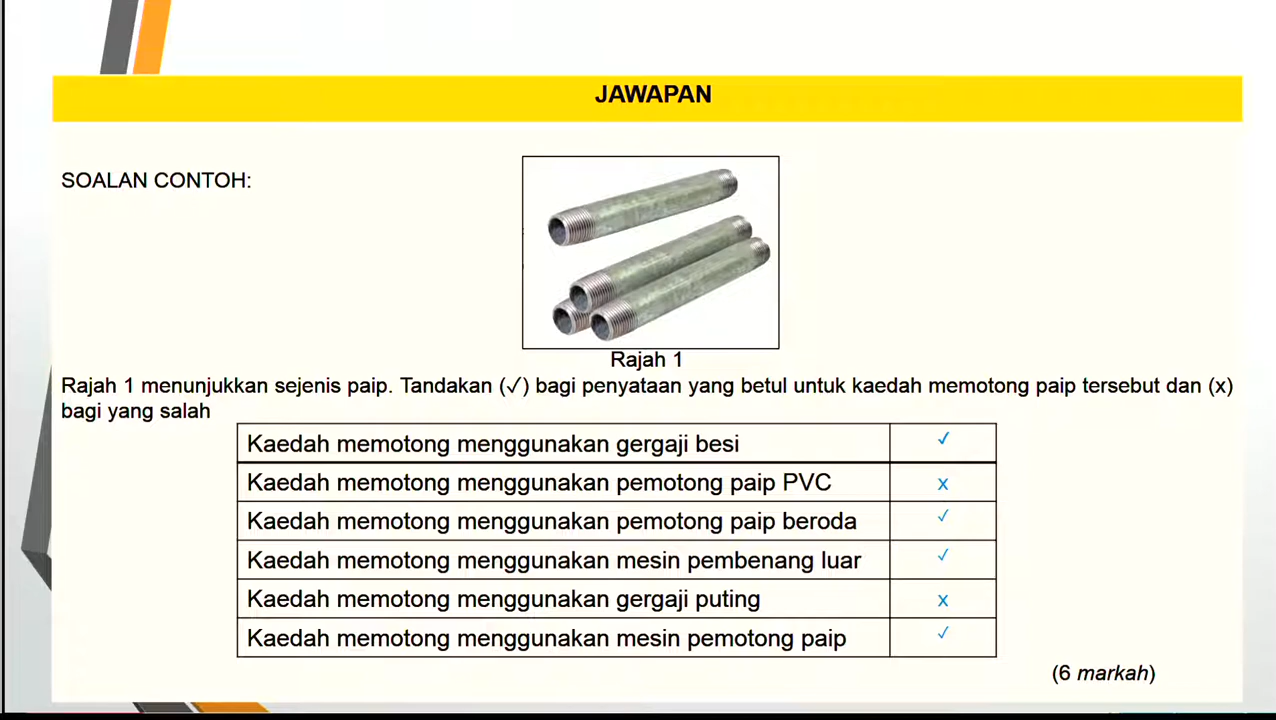 JAWAPAN
SOALAN CONTOH:
Rajah 1
Rajah 1 menunjukkan sejenis paip. Tandakan (✓) bagi penyataan yang betul untuk kaedah memotong paip tersebut dan (x)
bagi yang salah
Kaedah memotong menggunakan gergaji besi ✓
Kaedah memotong menggunakan pemotong paip PVC x
Kaedah memotong menggunakan pemotong paip beroda ✓
Kaedah memotong menggunakan mesin pembenang luar ✓
Kaedah memotong menggunakan gergaji puting x
Kaedah memotong menggunakan mesin pemotong paip ✓
(6 markah)